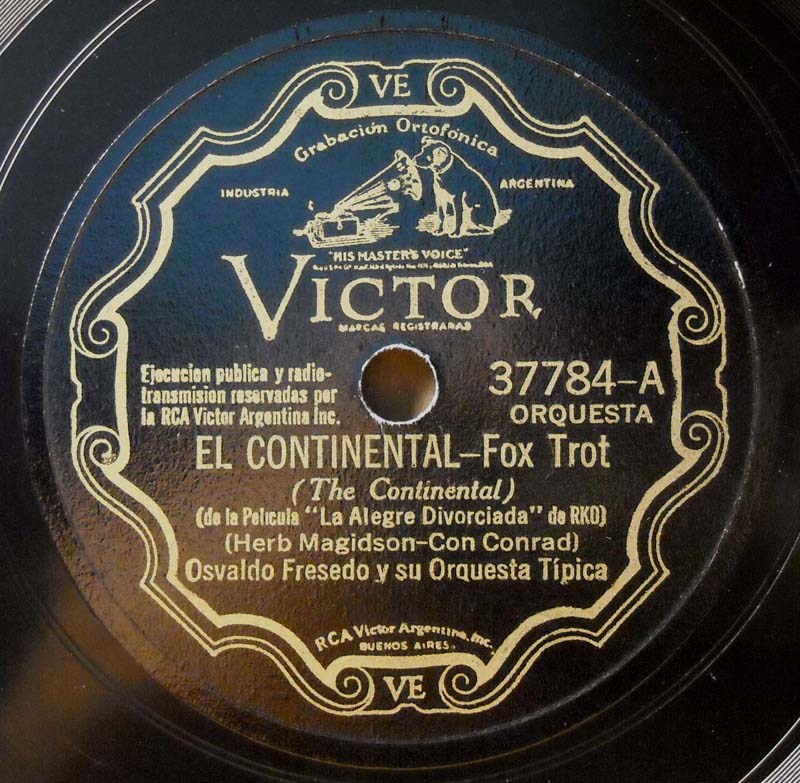 VE
Grabación Ortofónica
INDUSTRIA
ARGENTINA
"HIS MASTER'S VOICE"
VICTOR
MARCAS REGISTRADAS
Ejecucion publica y radio-
transmision reservadas por
la RCA Victor Argentina Inc.
37784-A
ORQUESTA
EL CONTINENTAL-Fox Trot
(The Continental)
(de la Pelicula "La Alegre Divorciada" de RKO)
(Herb Magidson-Con Conrad)
Osvaldo Fresedo y su Orquesta Típica
RCA Victor Argentina, Inc.
BUENOS AIRES.
VE